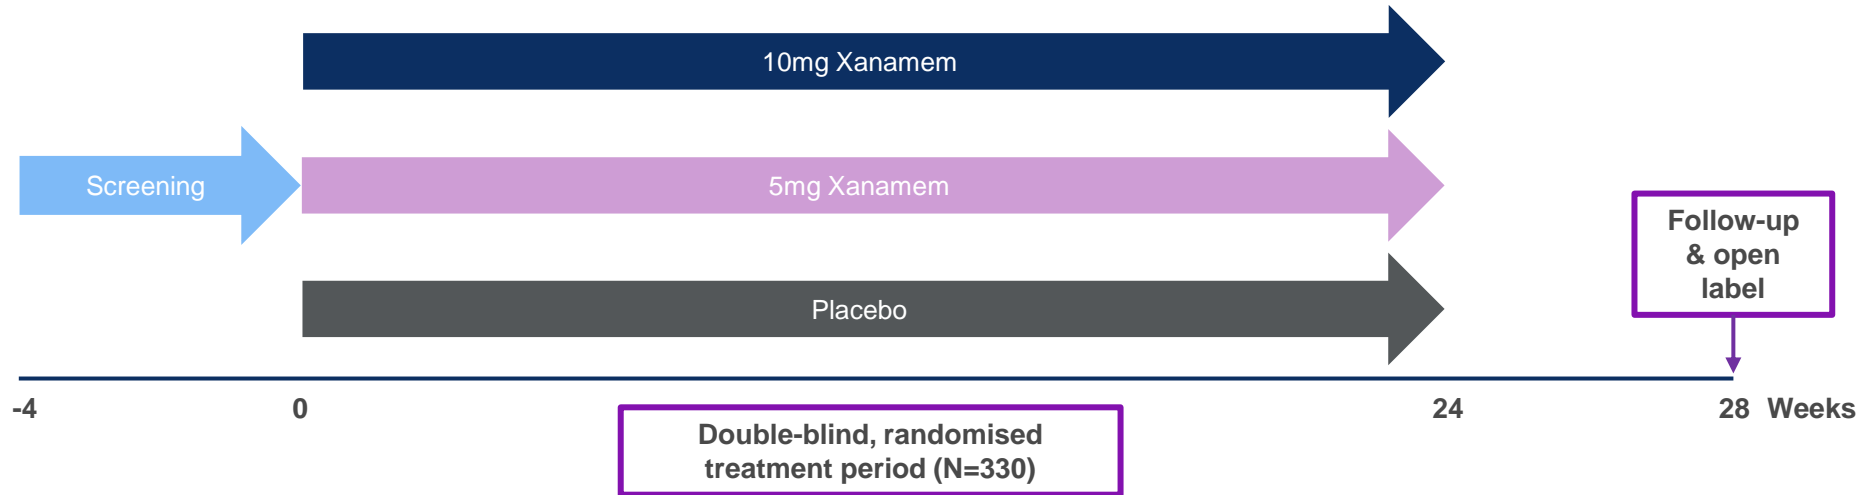 10mg Xanamem
Screening
5mg Xanamem
Placebo
Follow-up
& open
label
-4 0 24 28 Weeks
Double-blind, randomised
treatment period (N=330)